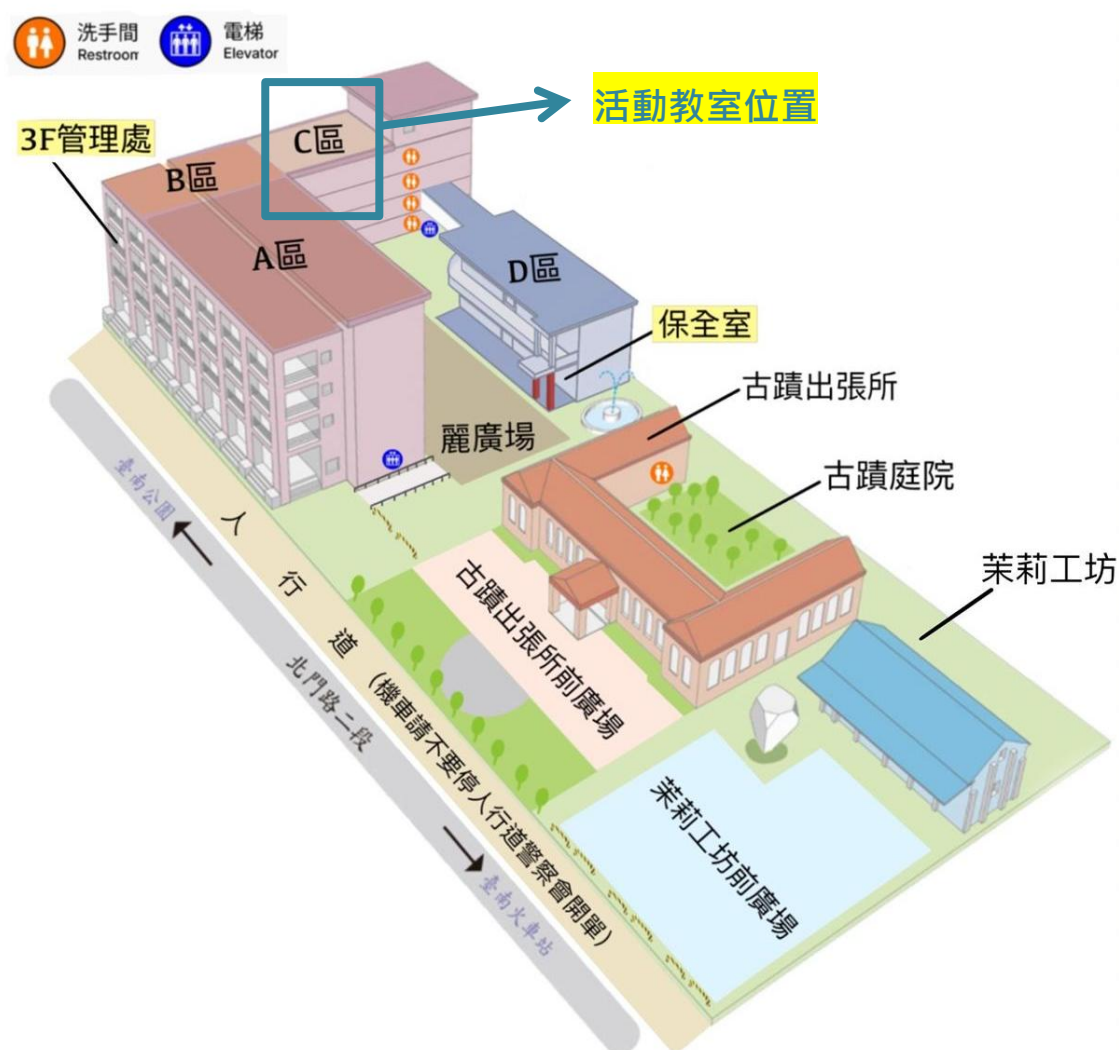 洗手間
Restroom
電梯
Elevator
活動教室位置
3F管理處
C區
B區
A區
D區
保全室
古蹟出張所
麗廣場
古蹟庭院
臺南公園
茉莉工坊
古蹟出張所前廣場
人行道(機車請不要停人行道警察會開單)
北門路二段
茉莉工坊前廣場
臺南火車站